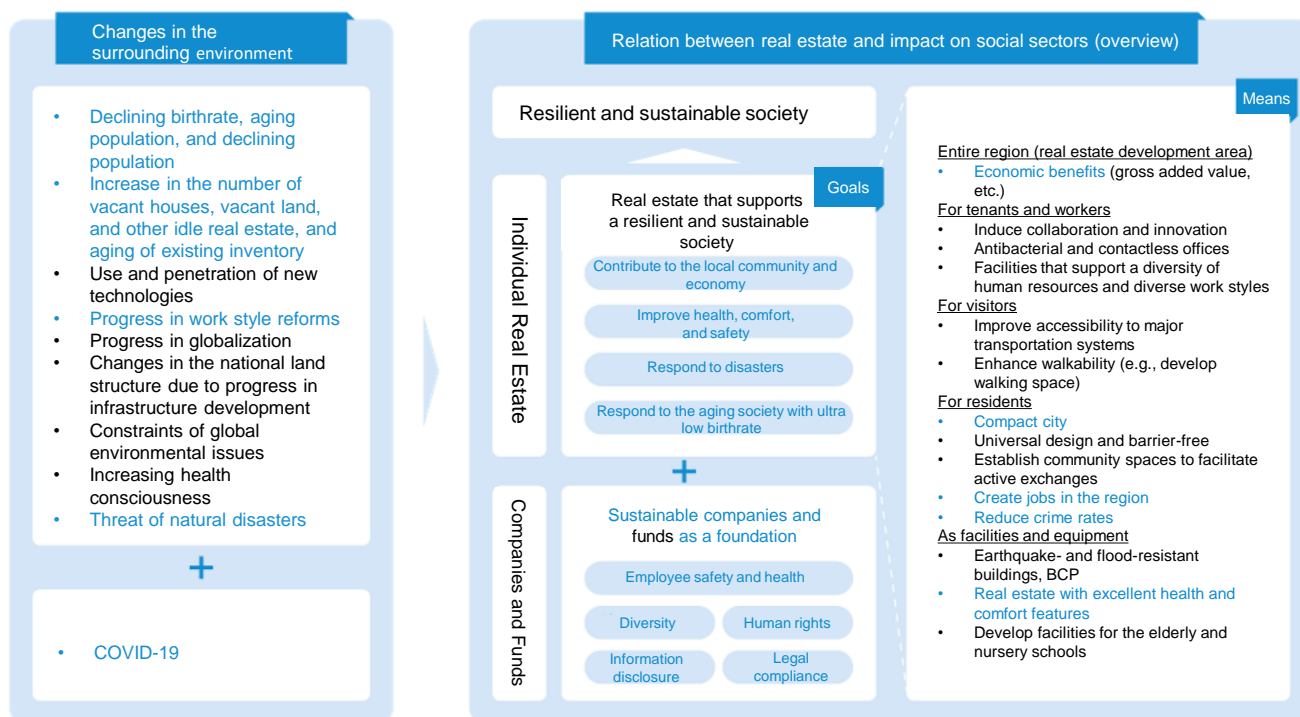 Changes in the
surrounding environment
• Declining birthrate, aging
population, and declining
population
• Increase in the number of
vacant houses, vacant land,
and other idle real estate, and
aging of existing inventory
• Use and penetration of new
technologies
• Progress in work style reforms
• Progress in globalization
• Changes in the national land
structure due to progress in
infrastructure development
• Constraints of global
environmental issues
• Increasing health
consciousness
• Threat of natural disasters
+
• COVID-19
Relation between real estate and impact on social sectors (overview)
Resilient and sustainable society
Individual Real Estate
Goals
Real estate that supports
a resilient and sustainable
society
Contribute to the local community and
economy
Improve health, comfort,
and safety
Respond to disasters
Respond to the aging society with ultra
low birthrate
+
Companies and Funds
Sustainable companies and
funds as a foundation
Employee safety and health
Diversity
Human rights
Information
disclosure
Legal
compliance
Means
Entire region (real estate development area)
• Economic benefits (gross added value,
etc.)
For tenants and workers
• Induce collaboration and innovation
• Antibacterial and contactless offices
• Facilities that support a diversity of
human resources and diverse work styles
For visitors
• Improve accessibility to major
transportation systems
• Enhance walkability (e.g., develop
walking space)
For residents
• Compact city
• Universal design and barrier-free
• Establish community spaces to facilitate
active exchanges
• Create jobs in the region
• Reduce crime rates
As facilities and equipment
• Earthquake- and flood-resistant
buildings, BCP
• Real estate with excellent health and
comfort features
• Develop facilities for the elderly and
nursery schools